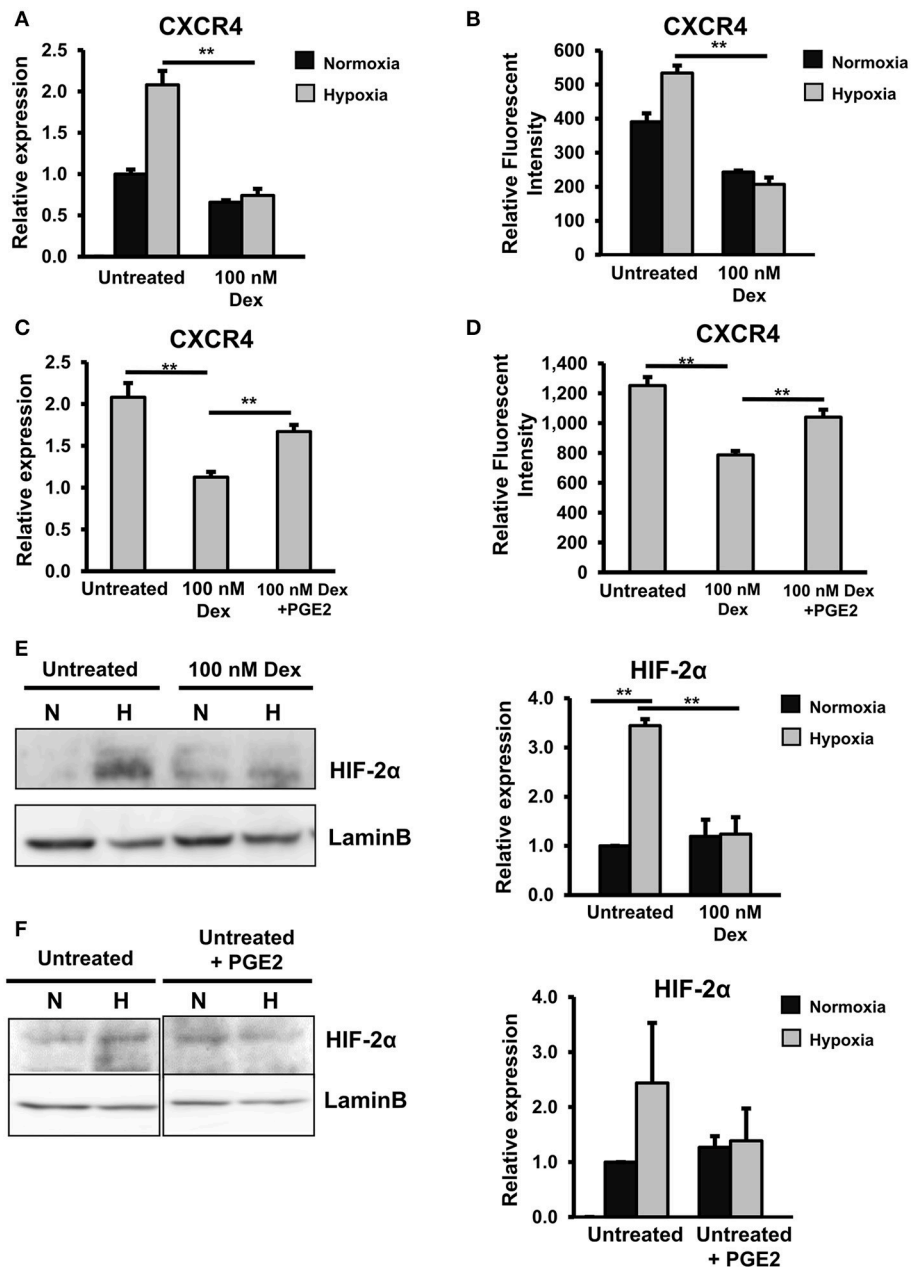 A
CXCR4
**
Normoxia
Hypoxia
Relative expression
2.5
2.0
1.5
1.0
0.5
0.0
Untreated
100 nM
Dex
B
CXCR4
**
Normoxia
Hypoxia
Relative Fluorescent
Intensity
600
500
400
300
200
100
0
Untreated
100 nM
Dex
C
CXCR4
**
**
Relative expression
2.5
2.0
1.5
1.0
0.5
0.0
Untreated
100 nM
Dex
100 nM Dex
+PGE2
D
CXCR4
**
**
Relative Fluorescent
Intensity
1,400
1,200
1,000
800
600
400
200
0
Untreated
100 nM
Dex
100 nM Dex
+PGE2
E
Untreated
100 nM Dex
N
H
N
H
HIF-2α
LaminB
HIF-2α
**
**
Normoxia
Hypoxia
Relative expression
4.0
3.0
2.0
1.0
0.0
Untreated
100 nM
Dex
F
Untreated
Untreated
+ PGE2
N
H
N
H
HIF-2α
LaminB
HIF-2α
Normoxia
Hypoxia
Relative expression
4.0
3.0
2.0
1.0
0.0
Untreated
Untreated
+ PGE2